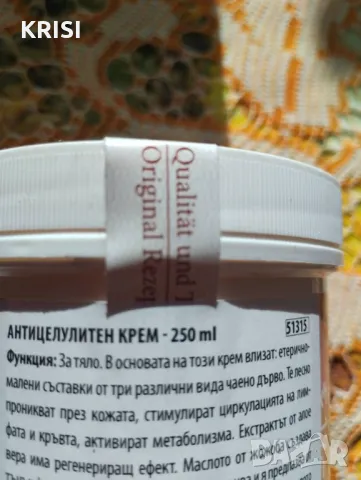 KRISI
Qualität und T
Original Rezep
АНТИЦЕЛУЛИТЕН КРЕМ - 250 ml
51315
Функция: За тяло. В основата на този крем влизат: етерично-
малени съставки от три различни вида чаено дърво. Те лесно
проникват през кожата, стимулират циркулацията на лим-
фата и кръвта, активират метаболизма. Екстрактът от алое
вера има регенериращ ефект. Маслото от жожоба